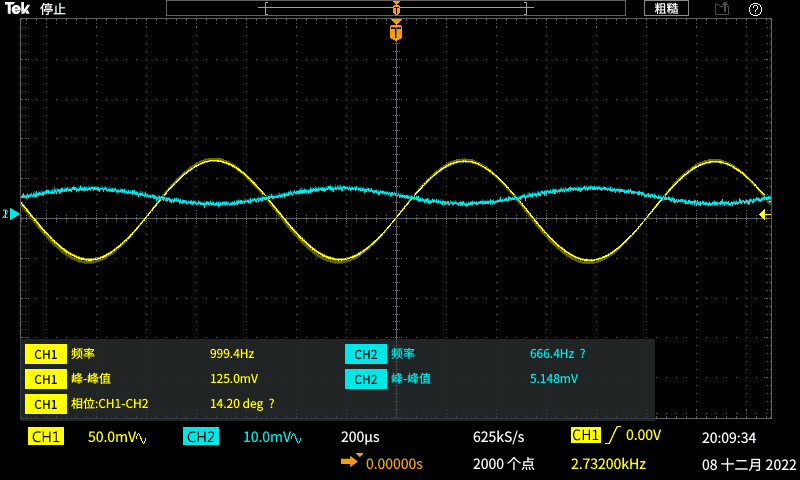 Tek 停止 T 粗糙 ?
T
CH1 频率 999.4Hz CH2 频率 666.4Hz ?
CH1 峰-峰值 125.0mV CH2 峰-峰值 5.148mV
CH1 相位:CH1-CH2 14.20 deg ?
CH1 50.0mV CH2 10.0mV 200µs 625kS/s CH1 0.00V 20:09:34
0.00000s 2000 个点 2.73200kHz 08 十二月 2022